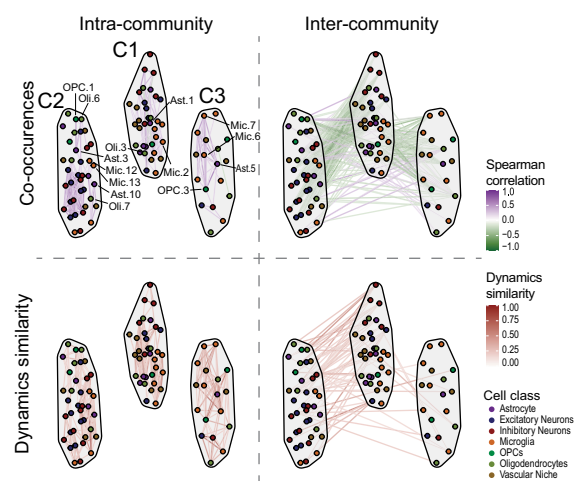 Intra-community
Inter-community
C1
C2
C3
OPC.1
Oli.6
Ast.1
Mic.7
Mic.6
Oli.3
Ast.3
Mic.12
Mic.13
Ast.10
Oli.7
Mic.2
Ast.5
OPC.3
Co-occurences
Spearman
correlation
1.0
0.5
0.0
−0.5
−1.0
Dynamics similarity
Dynamics
similarity
1.00
0.75
0.50
0.25
0.00
Cell class
Astrocyte
Excitatory Neurons
Inhibitory Neurons
Microglia
OPCs
Oligodendrocytes
Vascular Niche